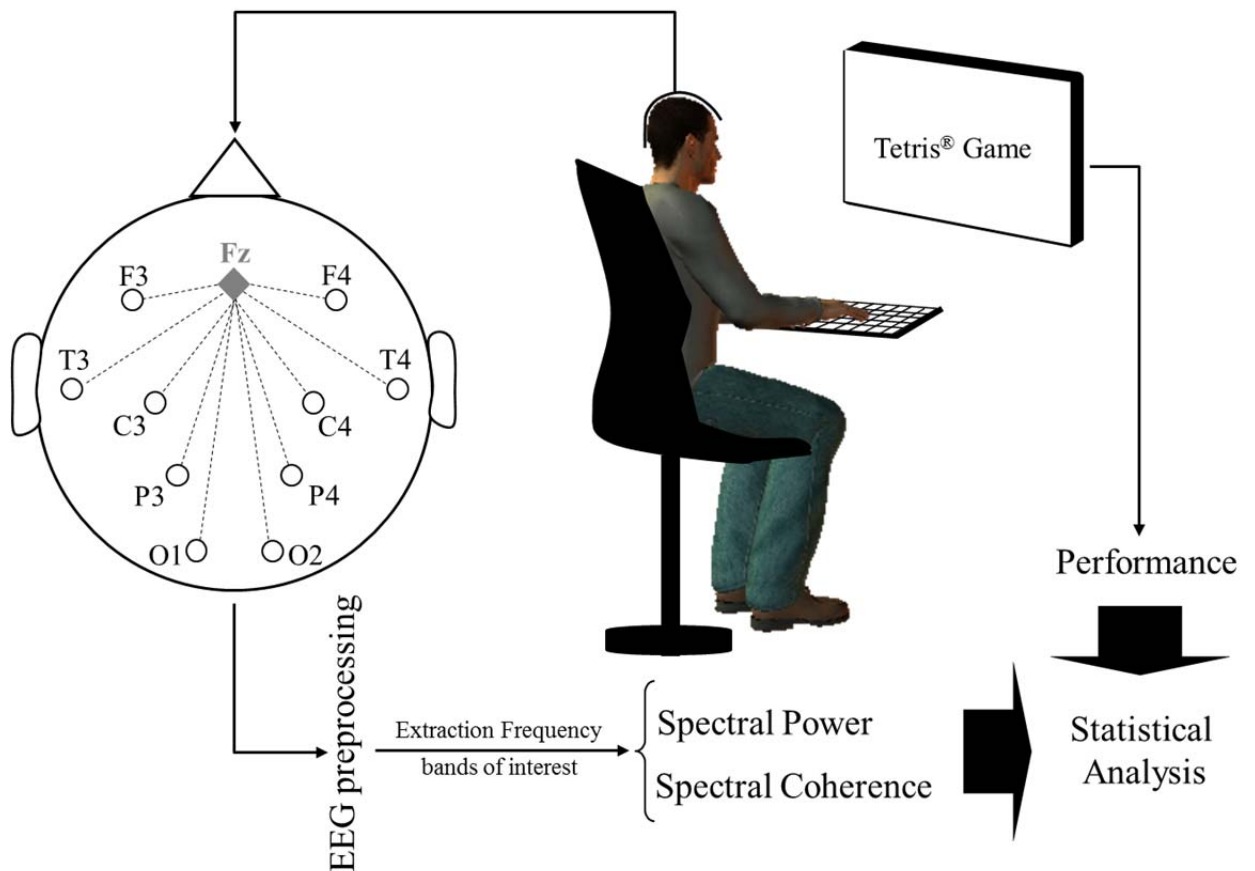 Tetris® Game
Fz
F3
F4
T3
T4
C3
C4
P3
P4
O1
O2
Performance
EEG preprocessing
Extraction Frequency
bands of interest
Spectral Power
Spectral Coherence
Statistical
Analysis